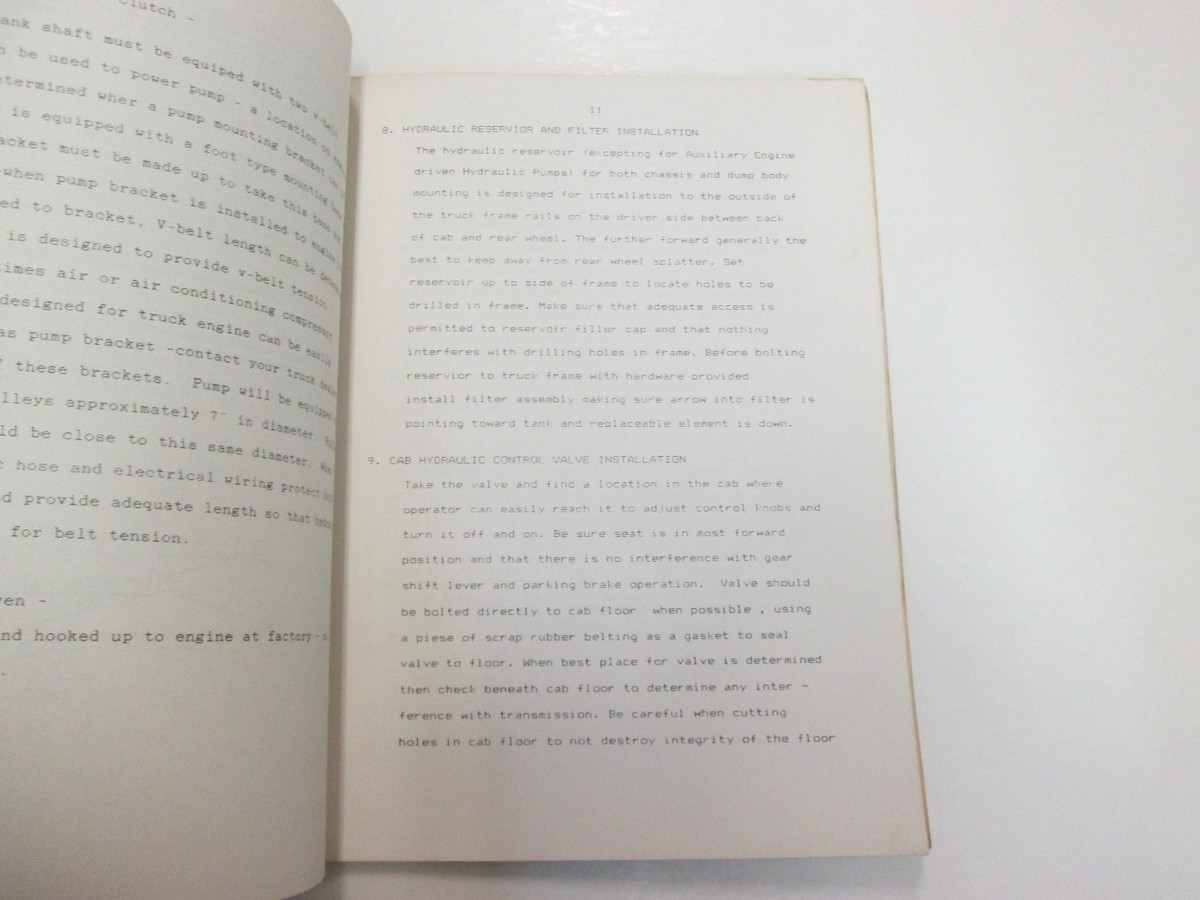 clutch -
ank shaft must be equiped with two v-belt
be used to power pump - a location on
etermined wher a pump mounting bracket
is equipped with a foot type mounting
acket must be made up to take this base
-when pump bracket is installed to engine
ed to bracket, V-belt length can be
is designed to provide v-belt tension
times air or air conditioning compressor
designed for truck engine can be easily
as pump bracket -contact your truck
f these brackets. Pump will be equipped
lleys approximately 7" in diameter.
ld be close to this same diameter.
c hose and electrical wiring protect
d provide adequate length so that
for belt tension.
ven -
nd hooked up to engine at factory -
11
8. HYDRAULIC RESERVIOR AND FILTER INSTALLATION
The hydraulic reservoir (excepting for Auxiliary Engine
driven Hydraulic Pumps) for both chassis and dump body
mounting is designed for installation to the outside of
the truck frame rails on the driver side between back
of cab and rear wheel. The further forward generally the
best to keep away from rear wheel splatter. Set
reservoir up to side of frame to locate holes to be
drilled in frame. Make sure that adequate access is
permitted to reservoir filler cap and that nothing
interferes with drilling holes in frame. Before bolting
reservior to truck frame with hardware provided
install filter assembly making sure arrow into filter is
pointing toward tank and replaceable element is down.
9. CAB HYDRAULIC CONTROL VALVE INSTALLATION
Take the valve and find a location in the cab where
operator can easily reach it to adjust control knobs and
turn it off and on. Be sure seat is in most forward
position and that there is no interference with gear
shift lever and parking brake operation. Valve should
be bolted directly to cab floor when possible , using
a piese of scrap rubber belting as a gasket to seal
valve to floor. When best place for valve is determined
then check beneath cab floor to determine any inter -
ference with transmission. Be careful when cutting
holes in cab floor to not destroy integrity of the floor